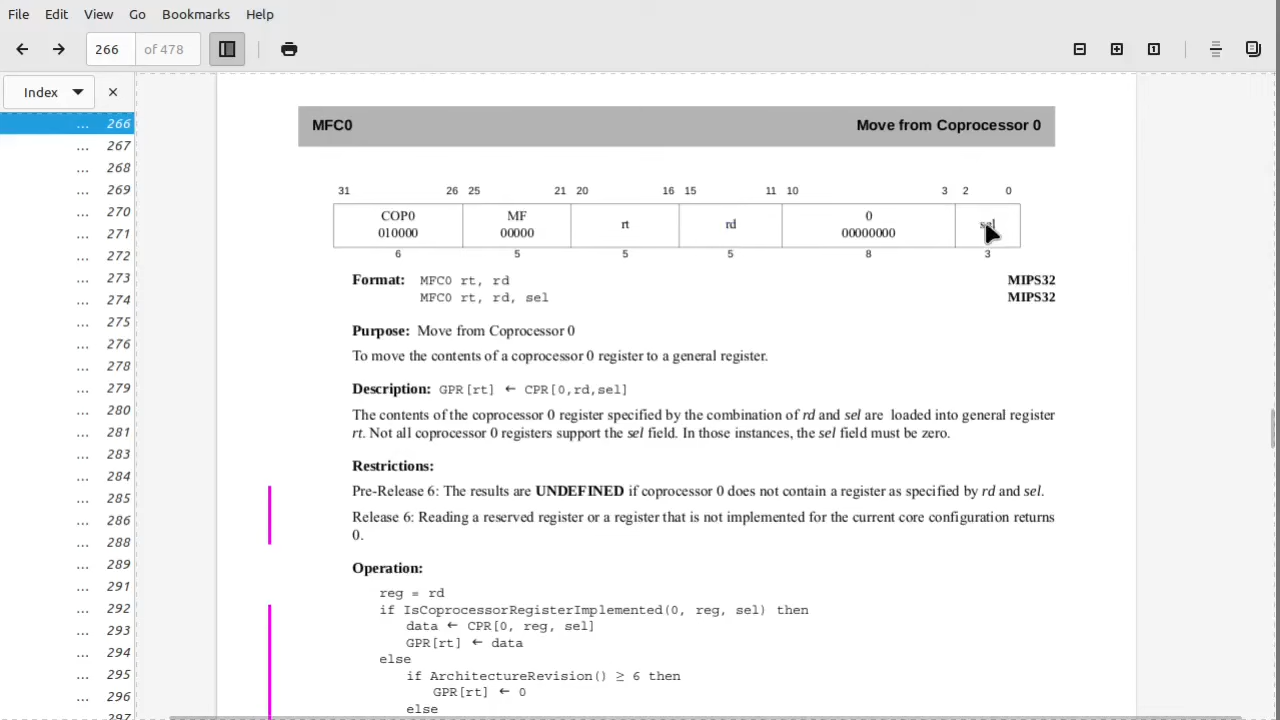 File Edit View Go Bookmarks Help
266 of 478
Index
... 266
... 267
... 268
... 269
... 270
... 271
... 272
... 273
... 274
... 275
... 276
... 278
... 279
... 280
... 281
... 283
... 284
... 285
... 286
... 288
... 289
... 291
... 292
... 293
... 294
... 295
... 296
... 297
MFC0 Move from Coprocessor 0
31 26 25 21 20 16 15 11 10 3 2 0
COP0 MF rt rd 0 sel
010000 00000 00000000
6 5 5 5 8 3
Format: MFC0 rt, rd MIPS32
MFC0 rt, rd, sel MIPS32
Purpose: Move from Coprocessor 0
To move the contents of a coprocessor 0 register to a general register.
Description: GPR[rt] ← CPR[0,rd,sel]
The contents of the coprocessor 0 register specified by the combination of rd and sel are loaded into general register
rt. Not all coprocessor 0 registers support the sel field. In those instances, the sel field must be zero.
Restrictions:
Pre-Release 6: The results are UNDEFINED if coprocessor 0 does not contain a register as specified by rd and sel.
Release 6: Reading a reserved register or a register that is not implemented for the current core configuration returns
0.
Operation:
reg = rd
if IsCoprocessorRegisterImplemented(0, reg, sel) then
data ← CPR[0, reg, sel]
GPR[rt] ← data
else
if ArchitectureRevision() ≥ 6 then
GPR[rt] ← 0
else